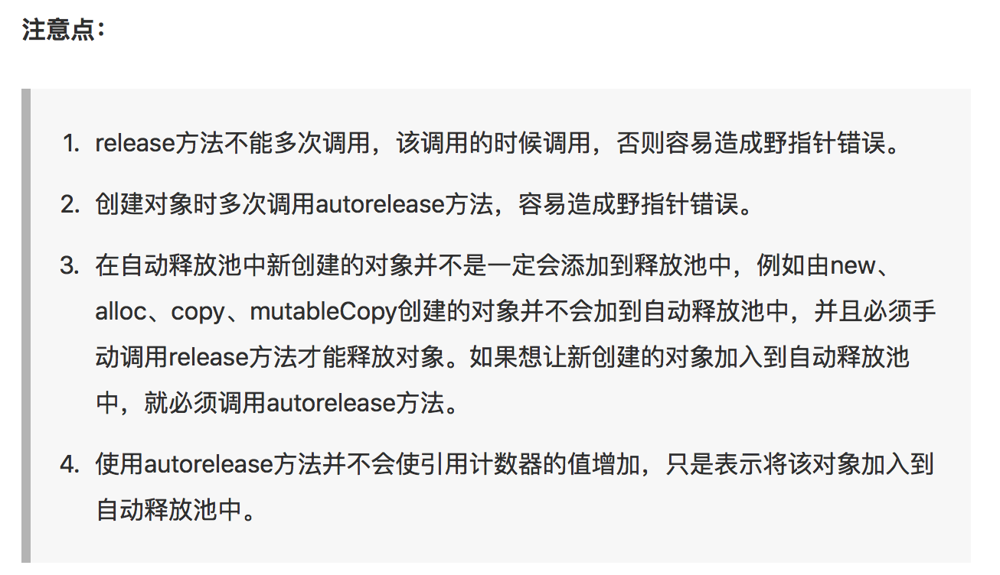 注意点：
1. release方法不能多次调用，该调用的时候调用，否则容易造成野指针错误。
2. 创建对象时多次调用autorelease方法，容易造成野指针错误。
3. 在自动释放池中新创建的对象并不是一定会添加到释放池中，例如由new、
alloc、copy、mutableCopy创建的对象并不会加到自动释放池中，并且必须手
动调用release方法才能释放对象。如果想让新创建的对象加入到自动释放池
中，就必须调用autorelease方法。
4. 使用autorelease方法并不会使引用计数器的值增加，只是表示将该对象加入到
自动释放池中。